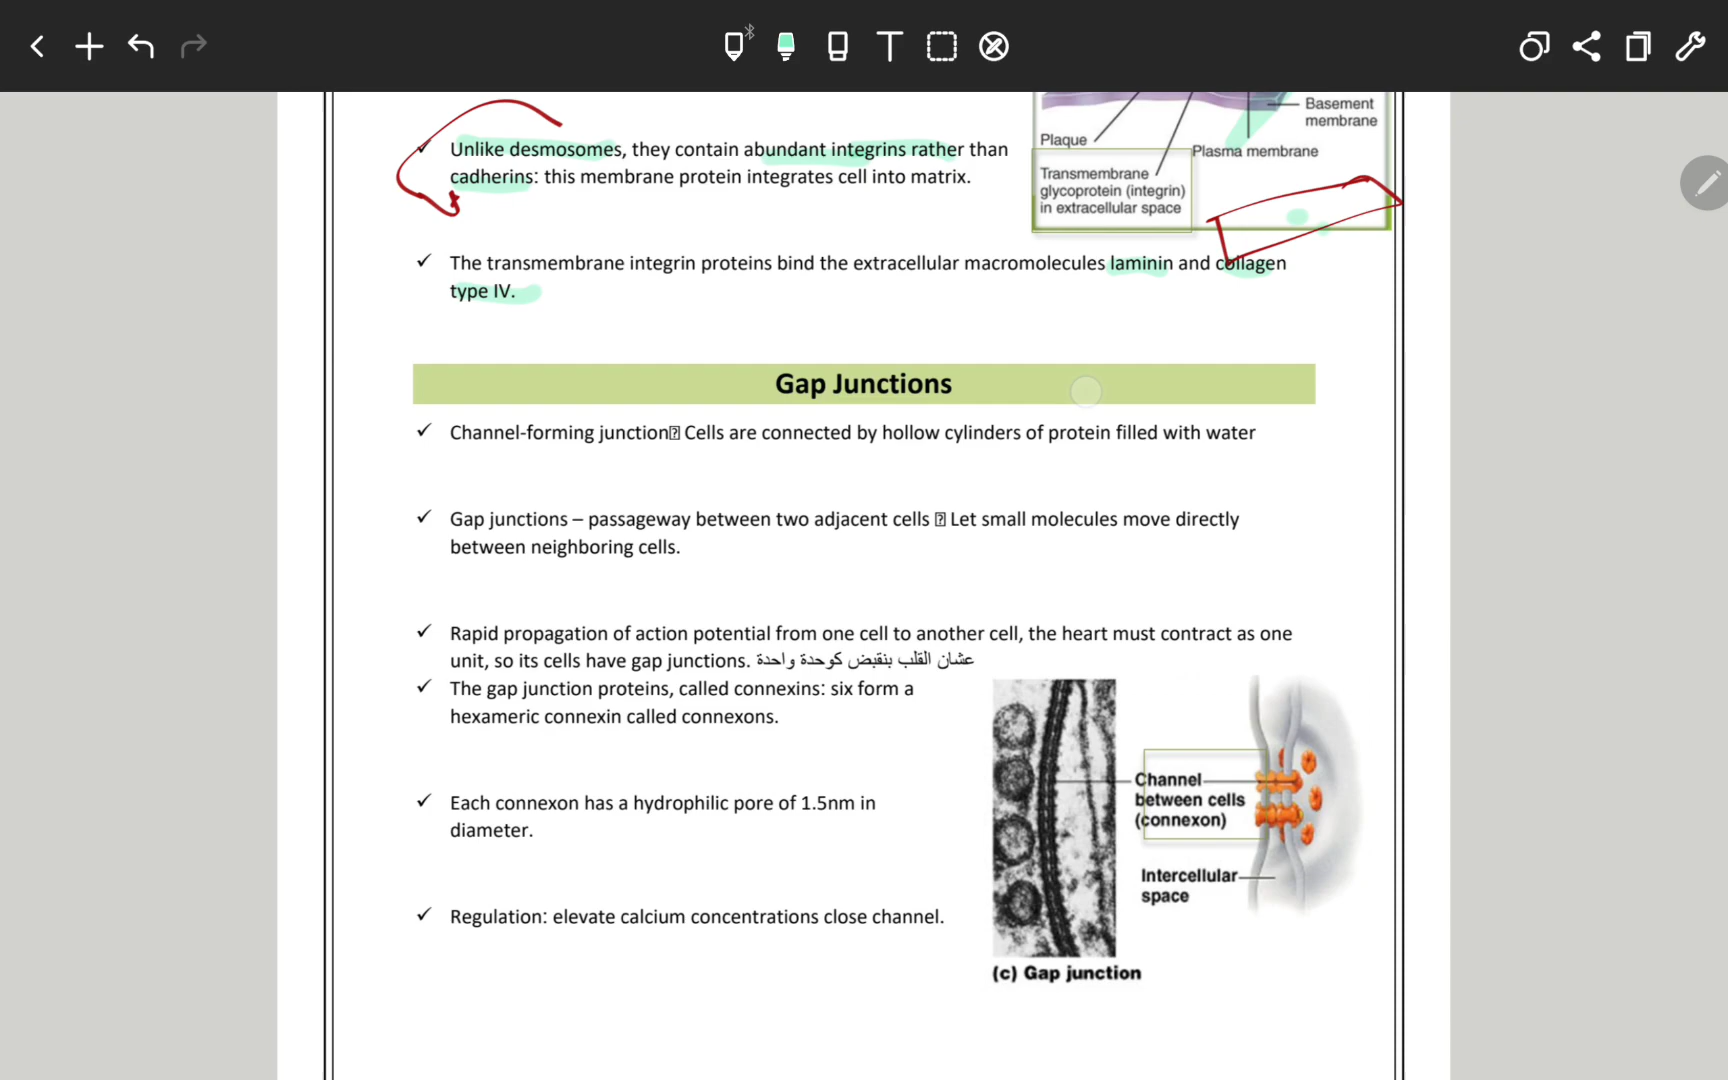 Basement
membrane
Plaque
Plasma membrane
Unlike desmosomes, they contain abundant integrins rather than
cadherins: this membrane protein integrates cell into matrix.
Transmembrane
glycoprotein (integrin)
in extracellular space
The transmembrane integrin proteins bind the extracellular macromolecules laminin and collagen
type IV.
Gap Junctions
Channel-forming junction⍰ Cells are connected by hollow cylinders of protein filled with water
Gap junctions – passageway between two adjacent cells ⍰ Let small molecules move directly
between neighboring cells.
Rapid propagation of action potential from one cell to another cell, the heart must contract as one
unit, so its cells have gap junctions. عشان القلب بنقبض كوحدة واحدة
The gap junction proteins, called connexins: six form a
hexameric connexin called connexons.
Each connexon has a hydrophilic pore of 1.5nm in
diameter.
Regulation: elevate calcium concentrations close channel.
Channel
between cells
(connexon)
Intercellular
space
(c) Gap junction